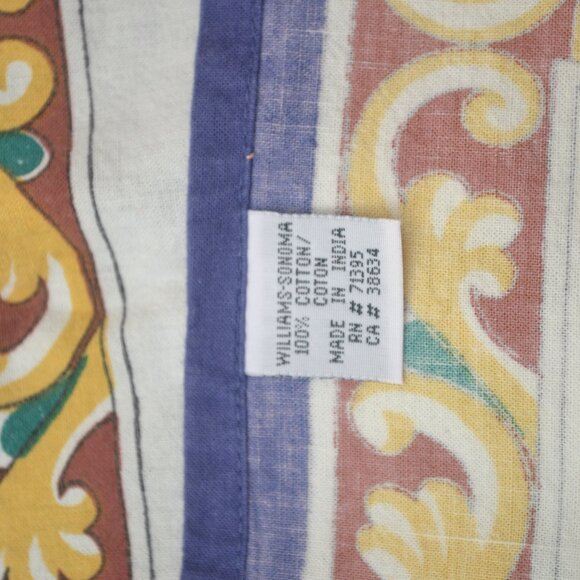 WILLIAMS-SONOMA
100% COTTON/
COTON
MADE IN INDIA
RN # 71395
CA # 38634